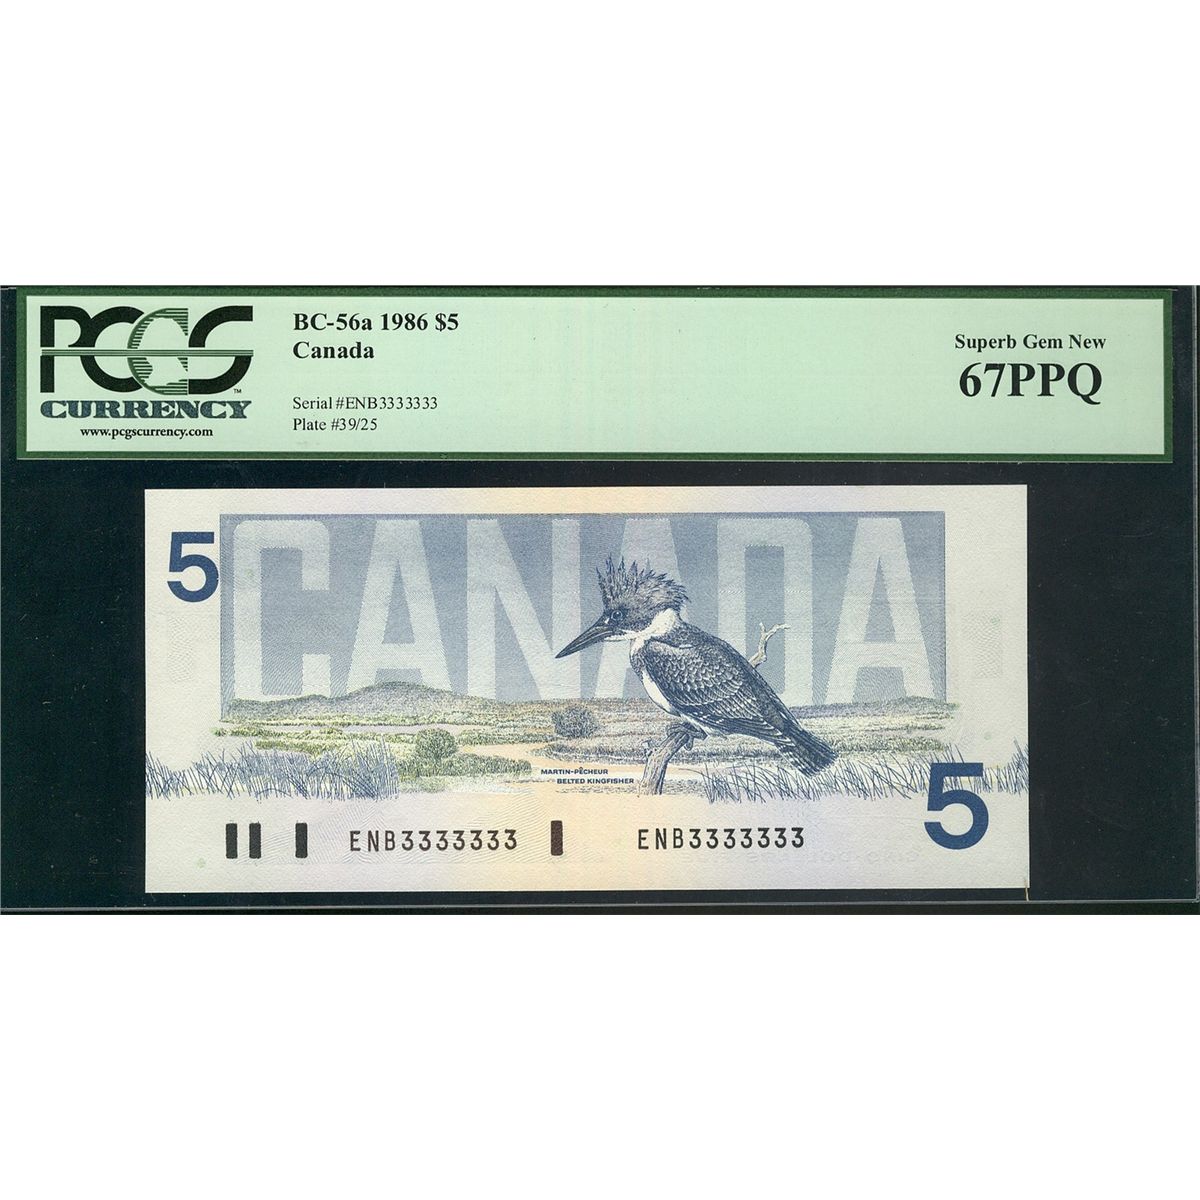 PCGS
™
CURRENCY
www.pcgscurrency.com
BC-56a 1986 $5
Canada
Serial #ENB3333333
Plate #39/25
Superb Gem New
67PPQ
5
CANADA
MARTIN-PÊCHEUR
BELTED KINGFISHER
5
ENB3333333
ENB3333333